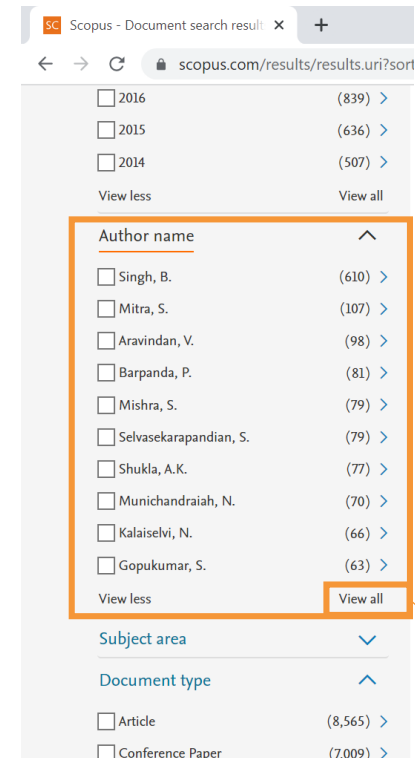 SC Scopus - Document search result
scopus.com/results/results.uri?sort
2016 (839)
2015 (636)
2014 (507)
View less View all
Author name
Singh, B. (610)
Mitra, S. (107)
Aravindan, V. (98)
Barpanda, P. (81)
Mishra, S. (79)
Selvasekarapandian, S. (79)
Shukla, A.K. (77)
Munichandraiah, N. (70)
Kalaiselvi, N. (66)
Gopukumar, S. (63)
View less View all
Subject area
Document type
Article (8,565)
Conference Paper (7,009)